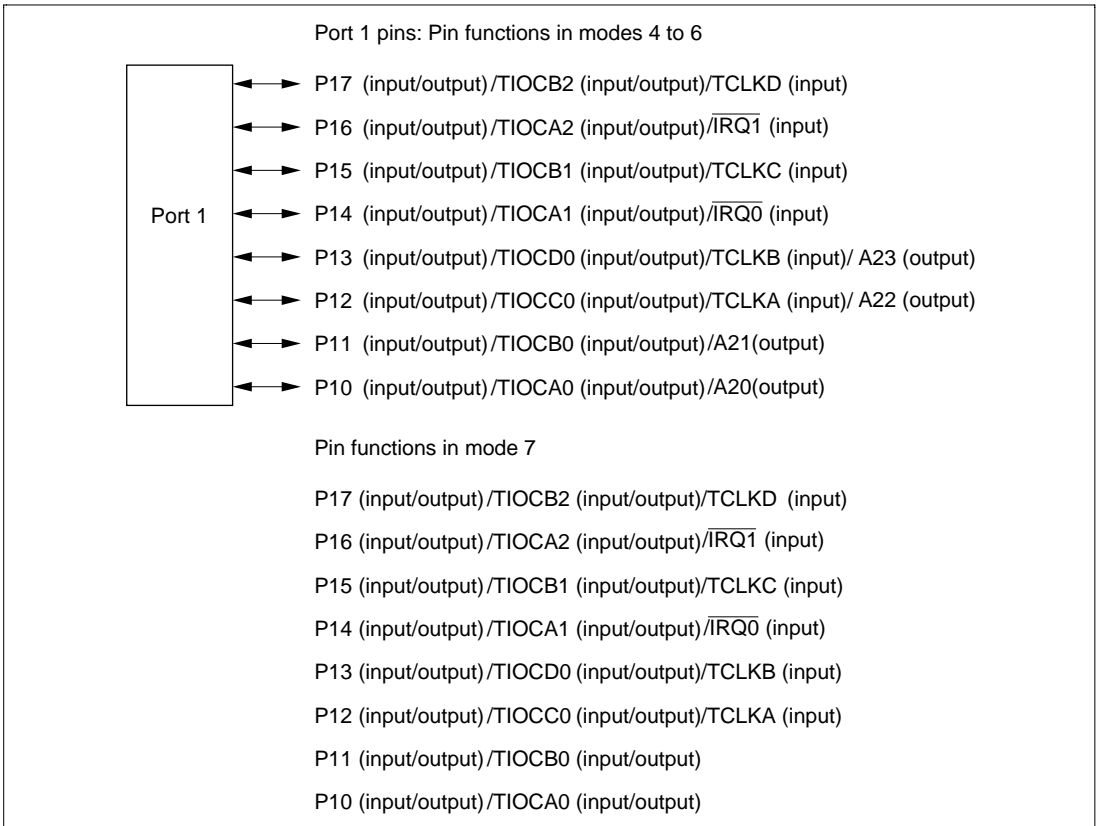 Port 1 pins: Pin functions in modes 4 to 6
P17 (input/output)/TIOCB2 (input/output)/TCLKD (input)
P16 (input/output)/TIOCA2 (input/output)/I̅R̅Q̅1̅ (input)
P15 (input/output)/TIOCB1 (input/output)/TCLKC (input)
Port 1
P14 (input/output)/TIOCA1 (input/output)/I̅R̅Q̅0̅ (input)
P13 (input/output)/TIOCD0 (input/output)/TCLKB (input)/ A23 (output)
P12 (input/output)/TIOCC0 (input/output)/TCLKA (input)/ A22 (output)
P11 (input/output)/TIOCB0 (input/output)/A21(output)
P10 (input/output)/TIOCA0 (input/output)/A20(output)
Pin functions in mode 7
P17 (input/output)/TIOCB2 (input/output)/TCLKD (input)
P16 (input/output)/TIOCA2 (input/output)/I̅R̅Q̅1̅ (input)
P15 (input/output)/TIOCB1 (input/output)/TCLKC (input)
P14 (input/output)/TIOCA1 (input/output)/I̅R̅Q̅0̅ (input)
P13 (input/output)/TIOCD0 (input/output)/TCLKB (input)
P12 (input/output)/TIOCC0 (input/output)/TCLKA (input)
P11 (input/output)/TIOCB0 (input/output)
P10 (input/output)/TIOCA0 (input/output)